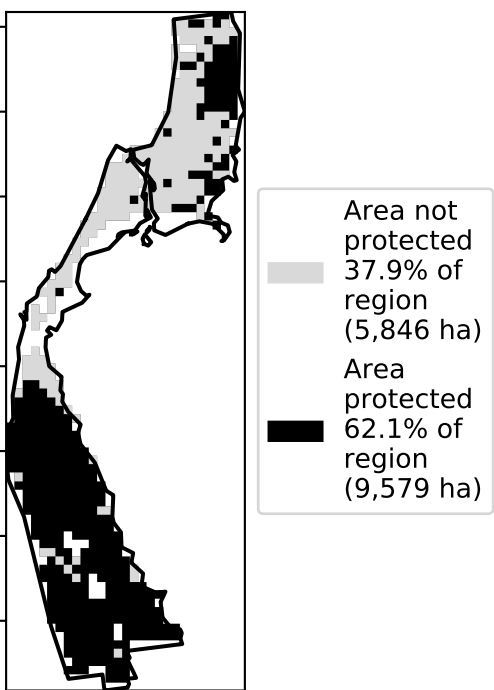 Area not
protected
37.9% of
region
(5,846 ha)
Area
protected
62.1% of
region
(9,579 ha)